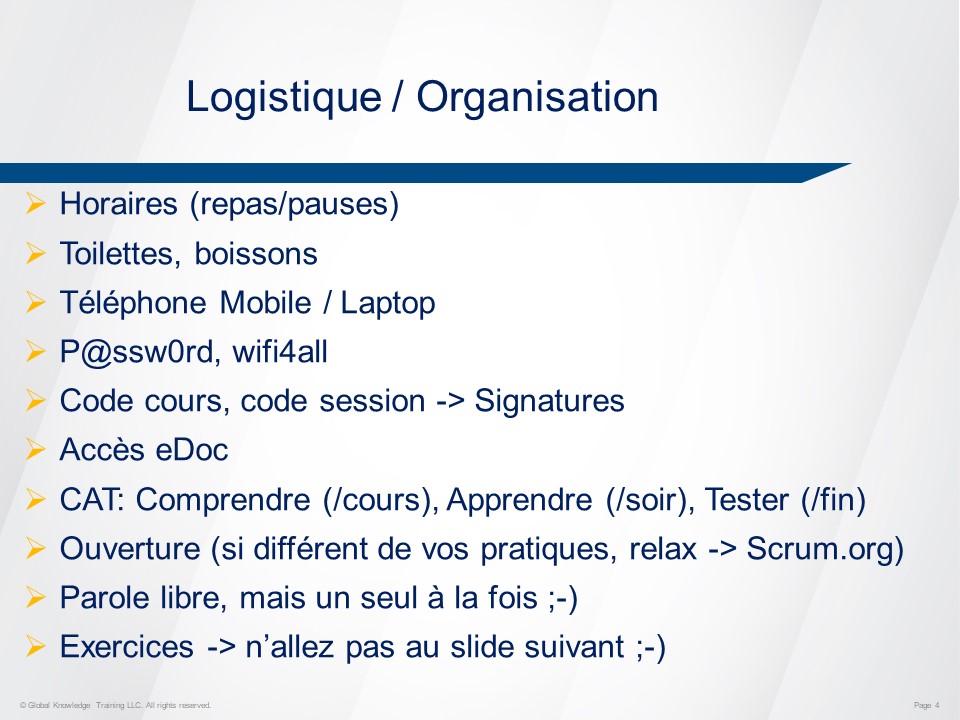 Logistique / Organisation
Horaires (repas/pauses)
Toilettes, boissons
Téléphone Mobile / Laptop
P@ssw0rd, wifi4all
Code cours, code session -> Signatures
Accès eDoc
CAT: Comprendre (/cours), Apprendre (/soir), Tester (/fin)
Ouverture (si différent de vos pratiques, relax -> Scrum.org)
Parole libre, mais un seul à la fois ;-)
Exercices -> n’allez pas au slide suivant ;-)
© Global Knowledge Training LLC. All rights reserved.
Page 4